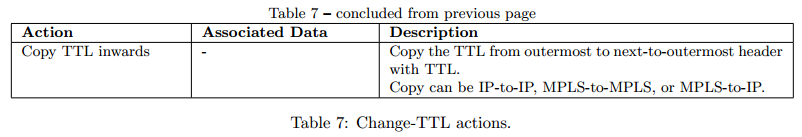 Table 7 – concluded from previous page
Action Associated Data Description
Copy TTL inwards - Copy the TTL from outermost to next-to-outermost header
with TTL.
Copy can be IP-to-IP, MPLS-to-MPLS, or MPLS-to-IP.
Table 7: Change-TTL actions.